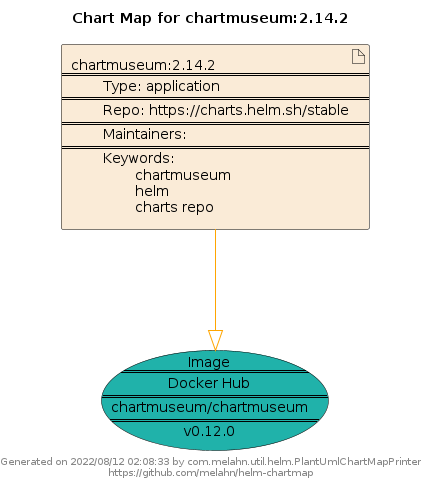 Chart Map for chartmuseum:2.14.2
chartmuseum:2.14.2
Type: application
Repo: https://charts.helm.sh/stable
Maintainers:
Keywords:
chartmuseum
helm
charts repo
Image
Docker Hub
chartmuseum/chartmuseum
v0.12.0
Generated on 2022/08/12 02:08:33 by com.melahn.util.helm.PlantUmlChartMapPrinter
https://github.com/melahn/helm-chartmap